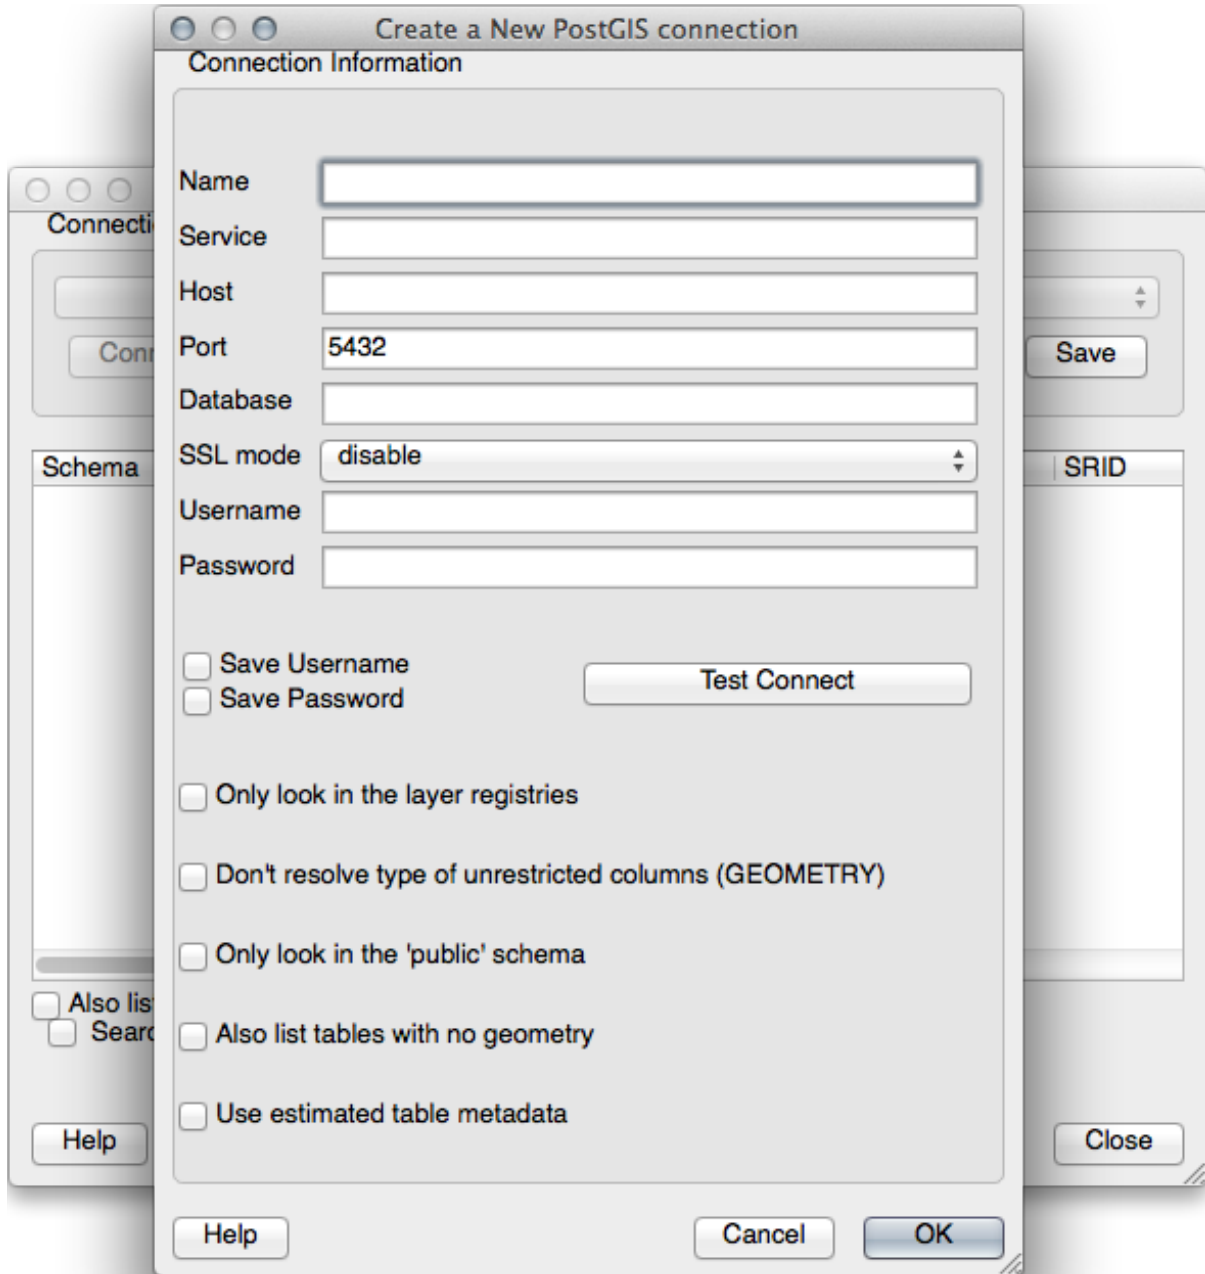 Create a New PostGIS connection
Connection Information
Name
Service
Host
Port 5432
Database
SSL mode disable
Username
Password
Save Username
Save Password
Test Connect
Only look in the layer registries
Don't resolve type of unrestricted columns (GEOMETRY)
Only look in the 'public' schema
Also list tables with no geometry
Use estimated table metadata
Help Cancel OK
Connecti
Conn
Save
Schema SRID
Also lis
Searc
Help Close